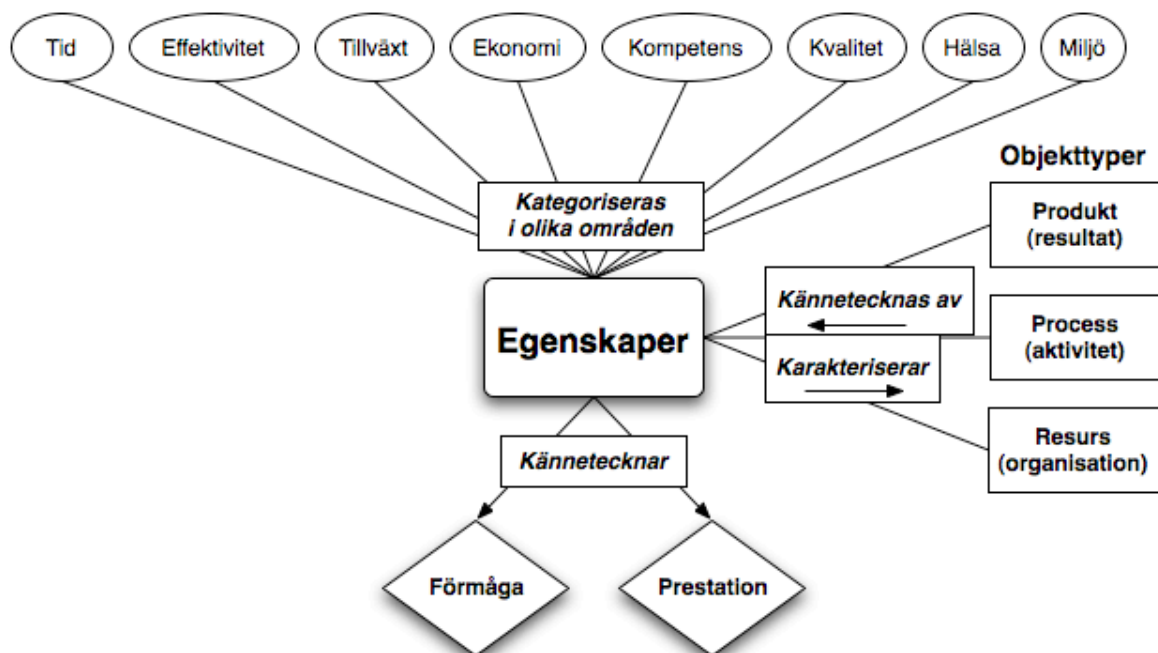 Tid
Effektivitet
Tillväxt
Ekonomi
Kompetens
Kvalitet
Hälsa
Miljö
Kategoriseras
i olika områden
Objekttyper
Produkt
(resultat)
Kännetecknas av
Egenskaper
Process
(aktivitet)
Karakteriserar
Resurs
(organisation)
Kännetecknar
Förmåga
Prestation